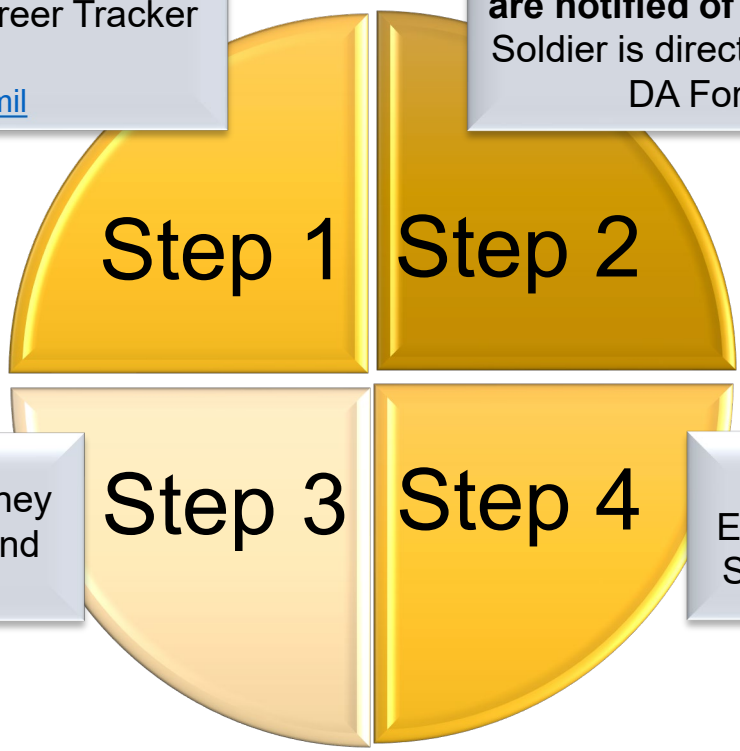 reer Tracker
mil
are notified of
Soldier is direct
DA For
Step 1
Step 2
Step 3
Step 4
ney
nd
E
S